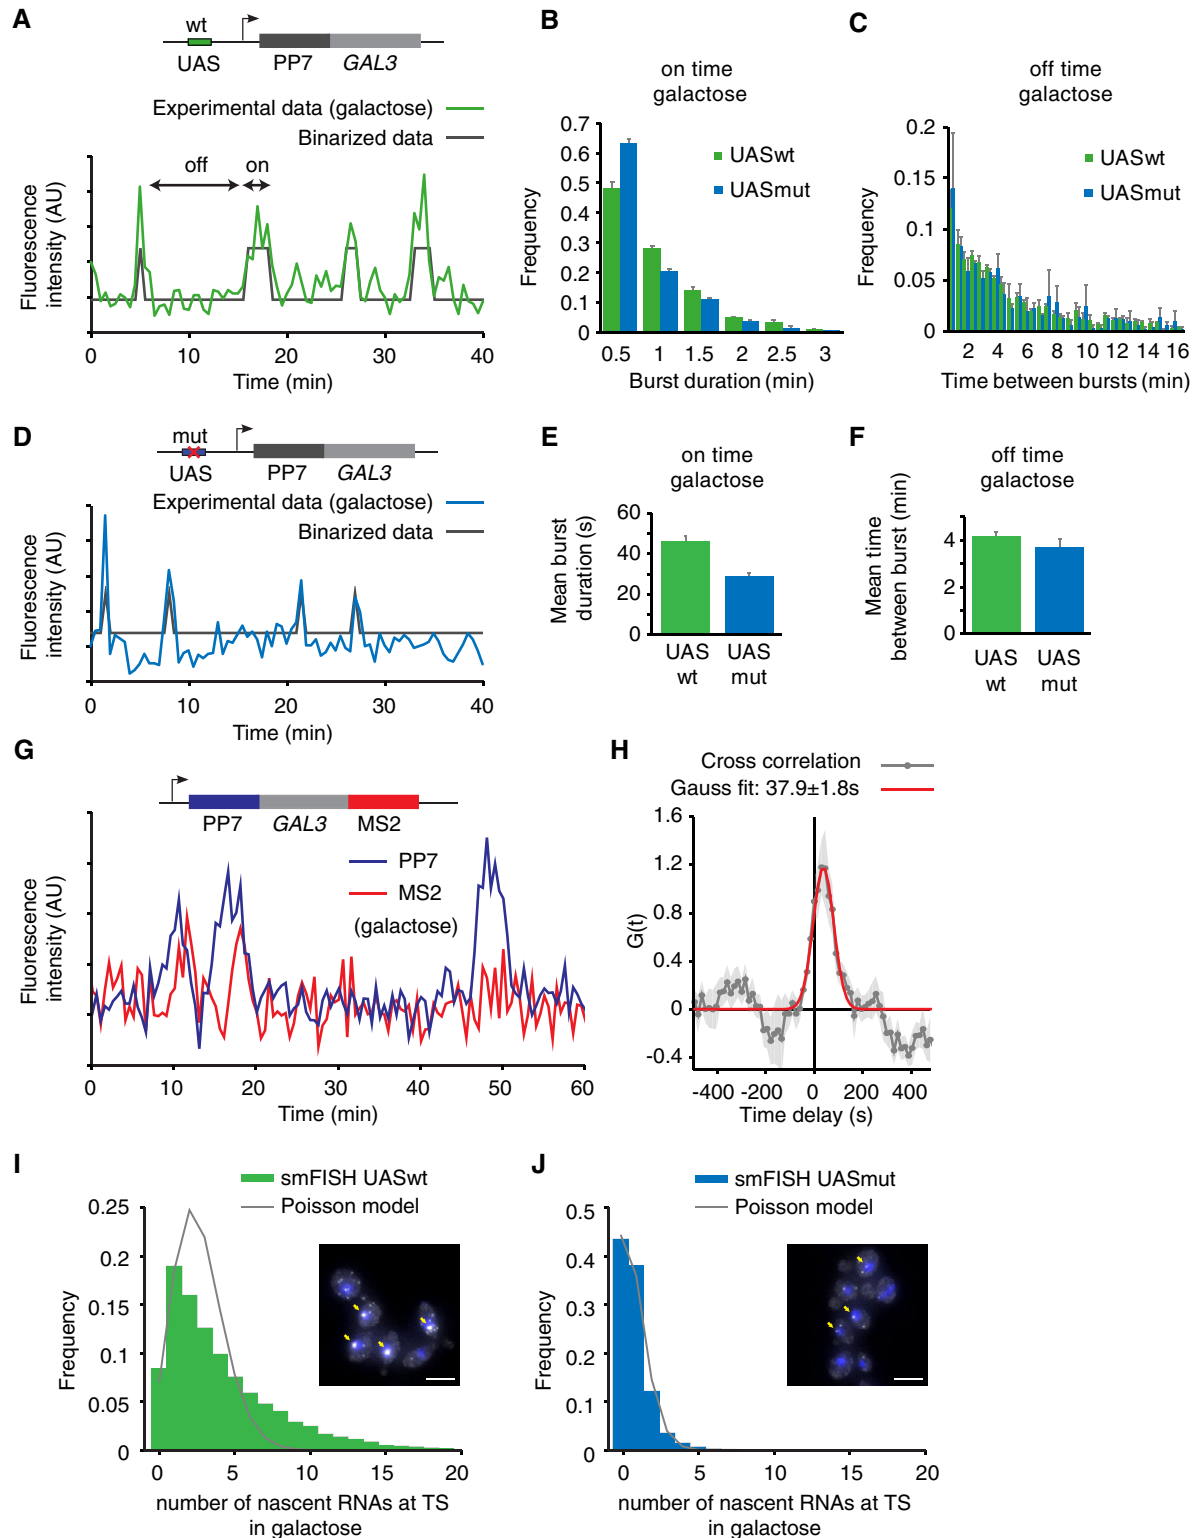 A
wt
UAS
PP7
GAL3
Experimental data (galactose)
Binarized data
off
on
Fluorescence
intensity (AU)
0
10
20
30
40
Time (min)
B
on time
galactose
UASwt
UASmut
Frequency
0.7
0.6
0.5
0.4
0.3
0.2
0.1
0
0.5
1
1.5
2
2.5
3
Burst duration (min)
C
off time
galactose
UASwt
UASmut
Frequency
0.2
0.15
0.1
0.05
0
2
4
6
8
10
12
14
16
Time between bursts (min)
D
mut
UAS
PP7
GAL3
Experimental data (galactose)
Binarized data
Fluorescence
intensity (AU)
0
10
20
30
40
Time (min)
E
on time
galactose
Mean burst
duration (s)
60
40
20
0
UAS
wt
UAS
mut
F
off time
galactose
Mean time
between burst (min)
4
2
0
UAS
wt
UAS
mut
G
PP7
GAL3
MS2
PP7
MS2
(galactose)
Fluorescence
intensity (AU)
0
10
20
30
40
50
60
Time (min)
H
Cross correlation
Gauss fit: 37.9±1.8s
G(t)
1.6
1.2
0.8
0.4
0
-0.4
-400
-200
0
200
400
Time delay (s)
I
smFISH UASwt
Poisson model
Frequency
0.25
0.2
0.15
0.1
0.05
0
0
5
10
15
20
number of nascent RNAs at TS
in galactose
J
smFISH UASmut
Poisson model
Frequency
0.5
0.4
0.3
0.2
0.1
0
0
5
10
15
20
number of nascent RNAs at TS
in galactose